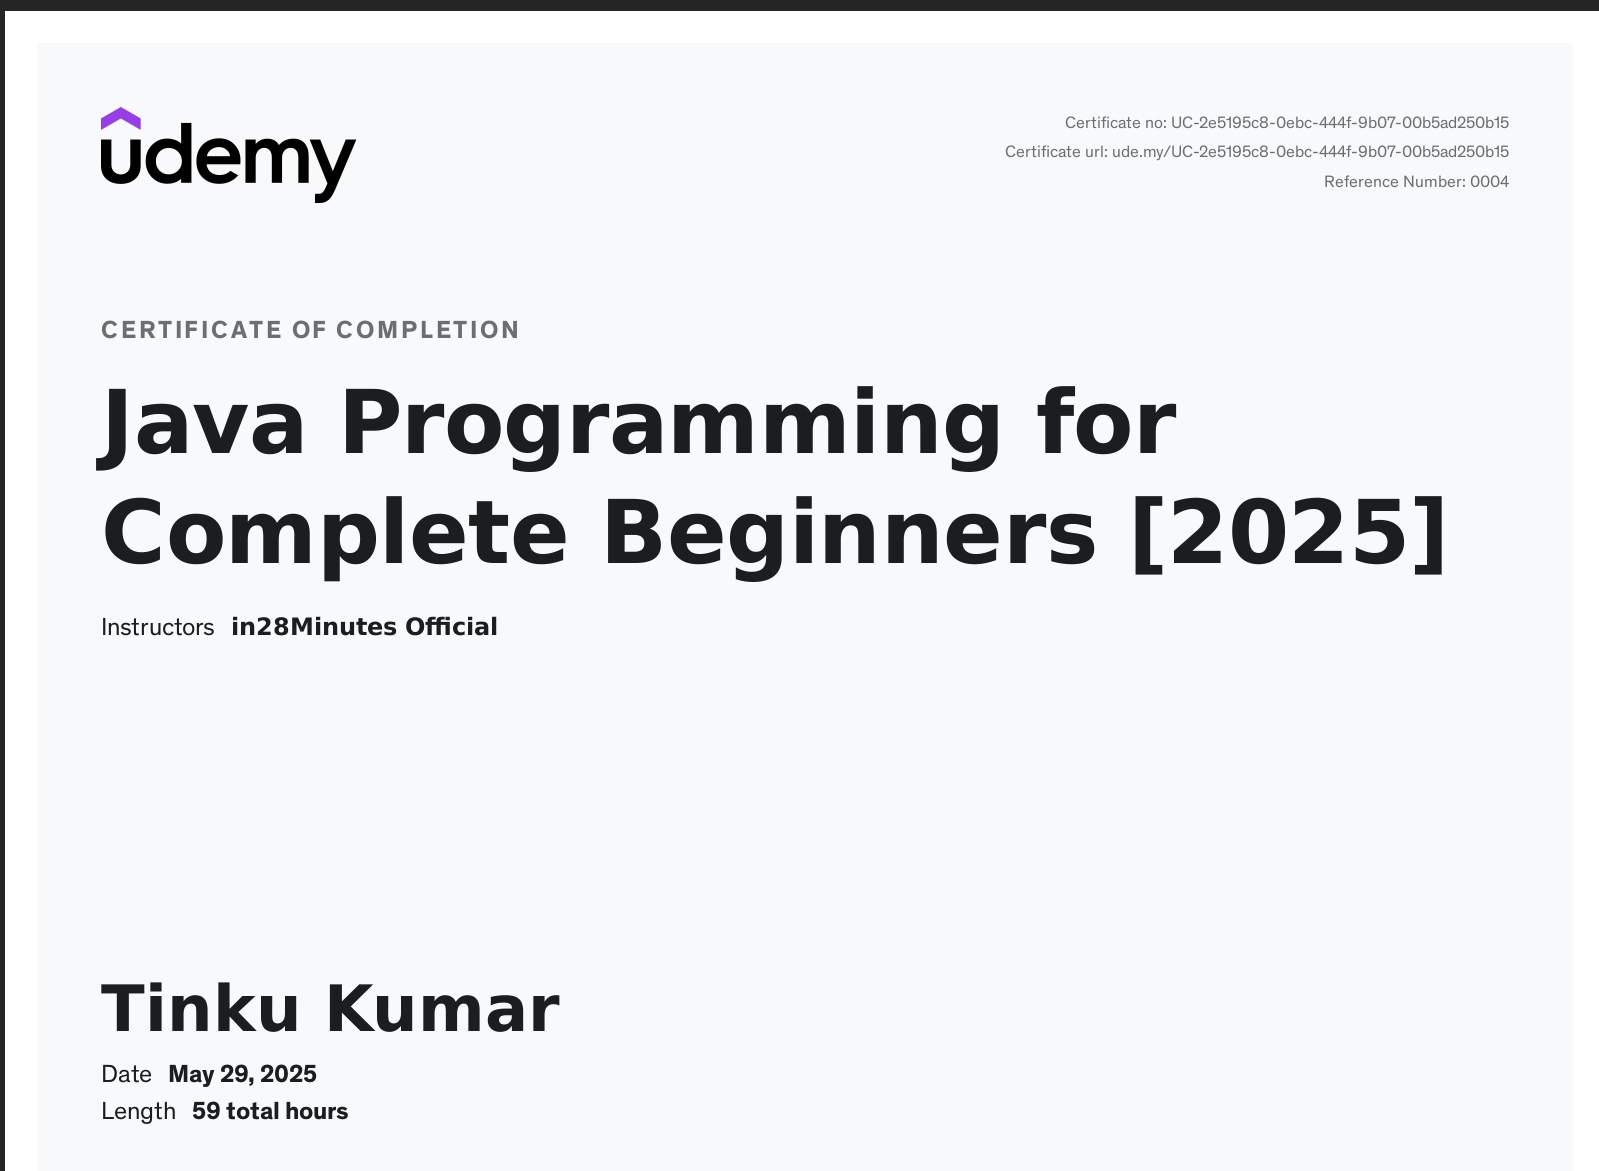 udemy
Certificate no: UC-2e5195c8-0ebc-444f-9b07-00b5ad250b15
Certificate url: ude.my/UC-2e5195c8-0ebc-444f-9b07-00b5ad250b15
Reference Number: 0004
CERTIFICATE OF COMPLETION
Java Programming for
Complete Beginners [2025]
Instructors in28Minutes Official
Tinku Kumar
Date May 29, 2025
Length 59 total hours